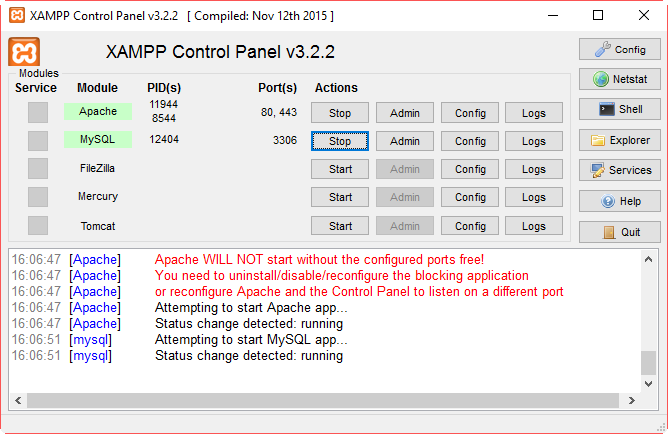 XAMPP Control Panel v3.2.2 [ Compiled: Nov 12th 2015 ]
XAMPP Control Panel v3.2.2
Config
Modules
Service Module PID(s) Port(s) Actions
Netstat
Apache 11944 8544 80, 443 Stop Admin Config Logs
Shell
MySQL 12404 3306 Stop Admin Config Logs
Explorer
FileZilla Start Admin Config Logs
Services
Mercury Start Admin Config Logs
Help
Tomcat Start Admin Config Logs
Quit
16:06:47 [Apache] Apache WILL NOT start without the configured ports free!
16:06:47 [Apache] You need to uninstall/disable/reconfigure the blocking application
16:06:47 [Apache] or reconfigure Apache and the Control Panel to listen on a different port
16:06:47 [Apache] Attempting to start Apache app...
16:06:47 [Apache] Status change detected: running
16:06:51 [mysql] Attempting to start MySQL app...
16:06:51 [mysql] Status change detected: running